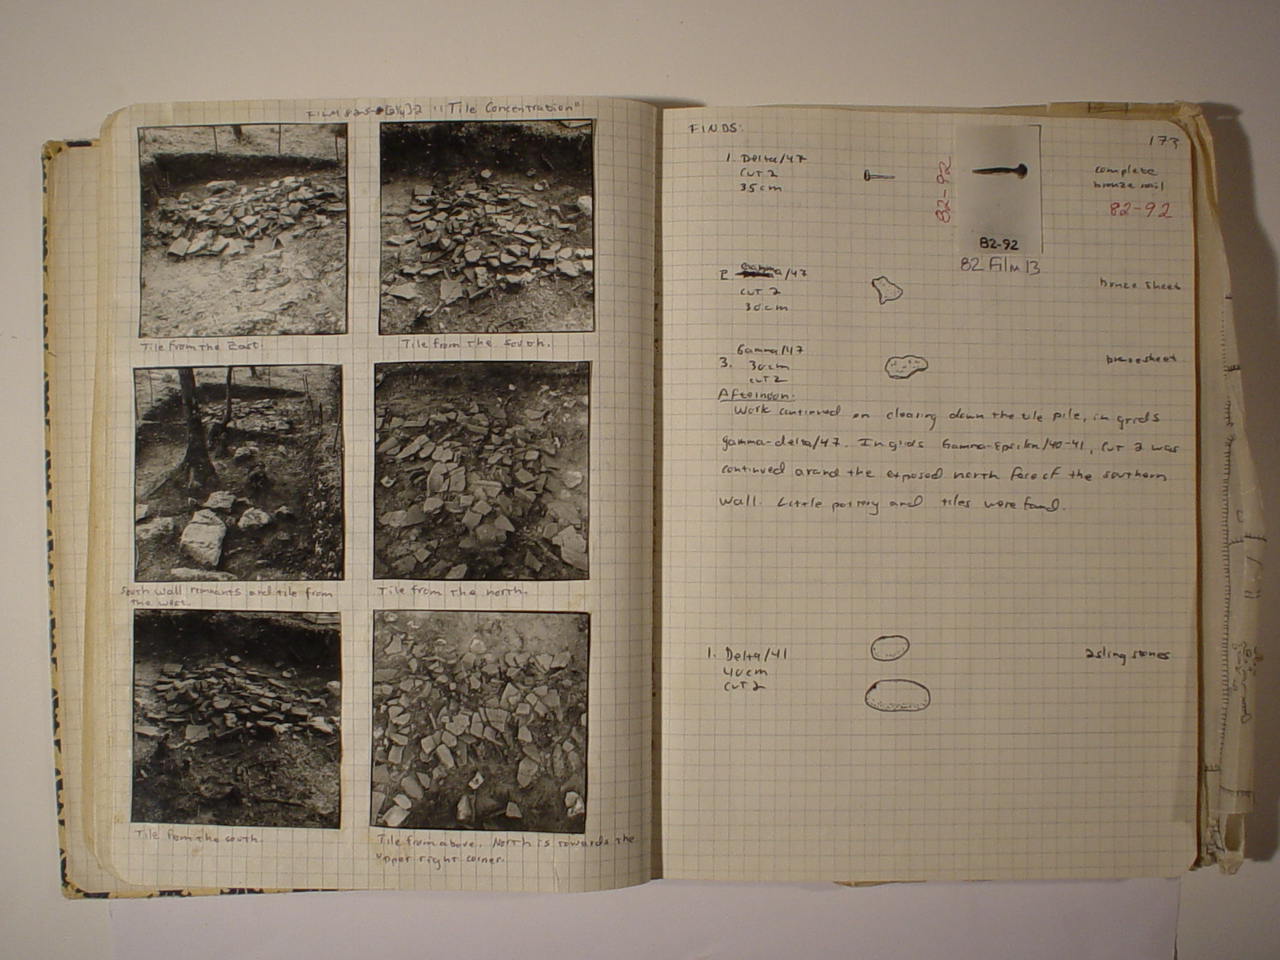 "Tile Concentration"
Tile from the East.
Tile from the South.
South Wall remnants and tile from
the west.
Tile from the north.
Tile from the south.
Tile from above. North is towards the
upper right corner.
173
FINDS:
1. Delta/47
CUT 2
35cm
82-92
82-92
82 Film 13
complete
bronze nail
82-92
2. Gamma/47
CUT 2
30cm
bronze sheet
Gamma/47
3. 30cm
CUT 2
bronze sheet
Afternoon:
Work continued on clearing down the tile pile, in grids
gamma-delta/47. In grids Gamma-Epsilon/40-41, cut 2 was
continued around the exposed north face of the southern
wall. Little pottery and tiles were found.
1. Delta/41
40cm
CUT 2
2 sling stones